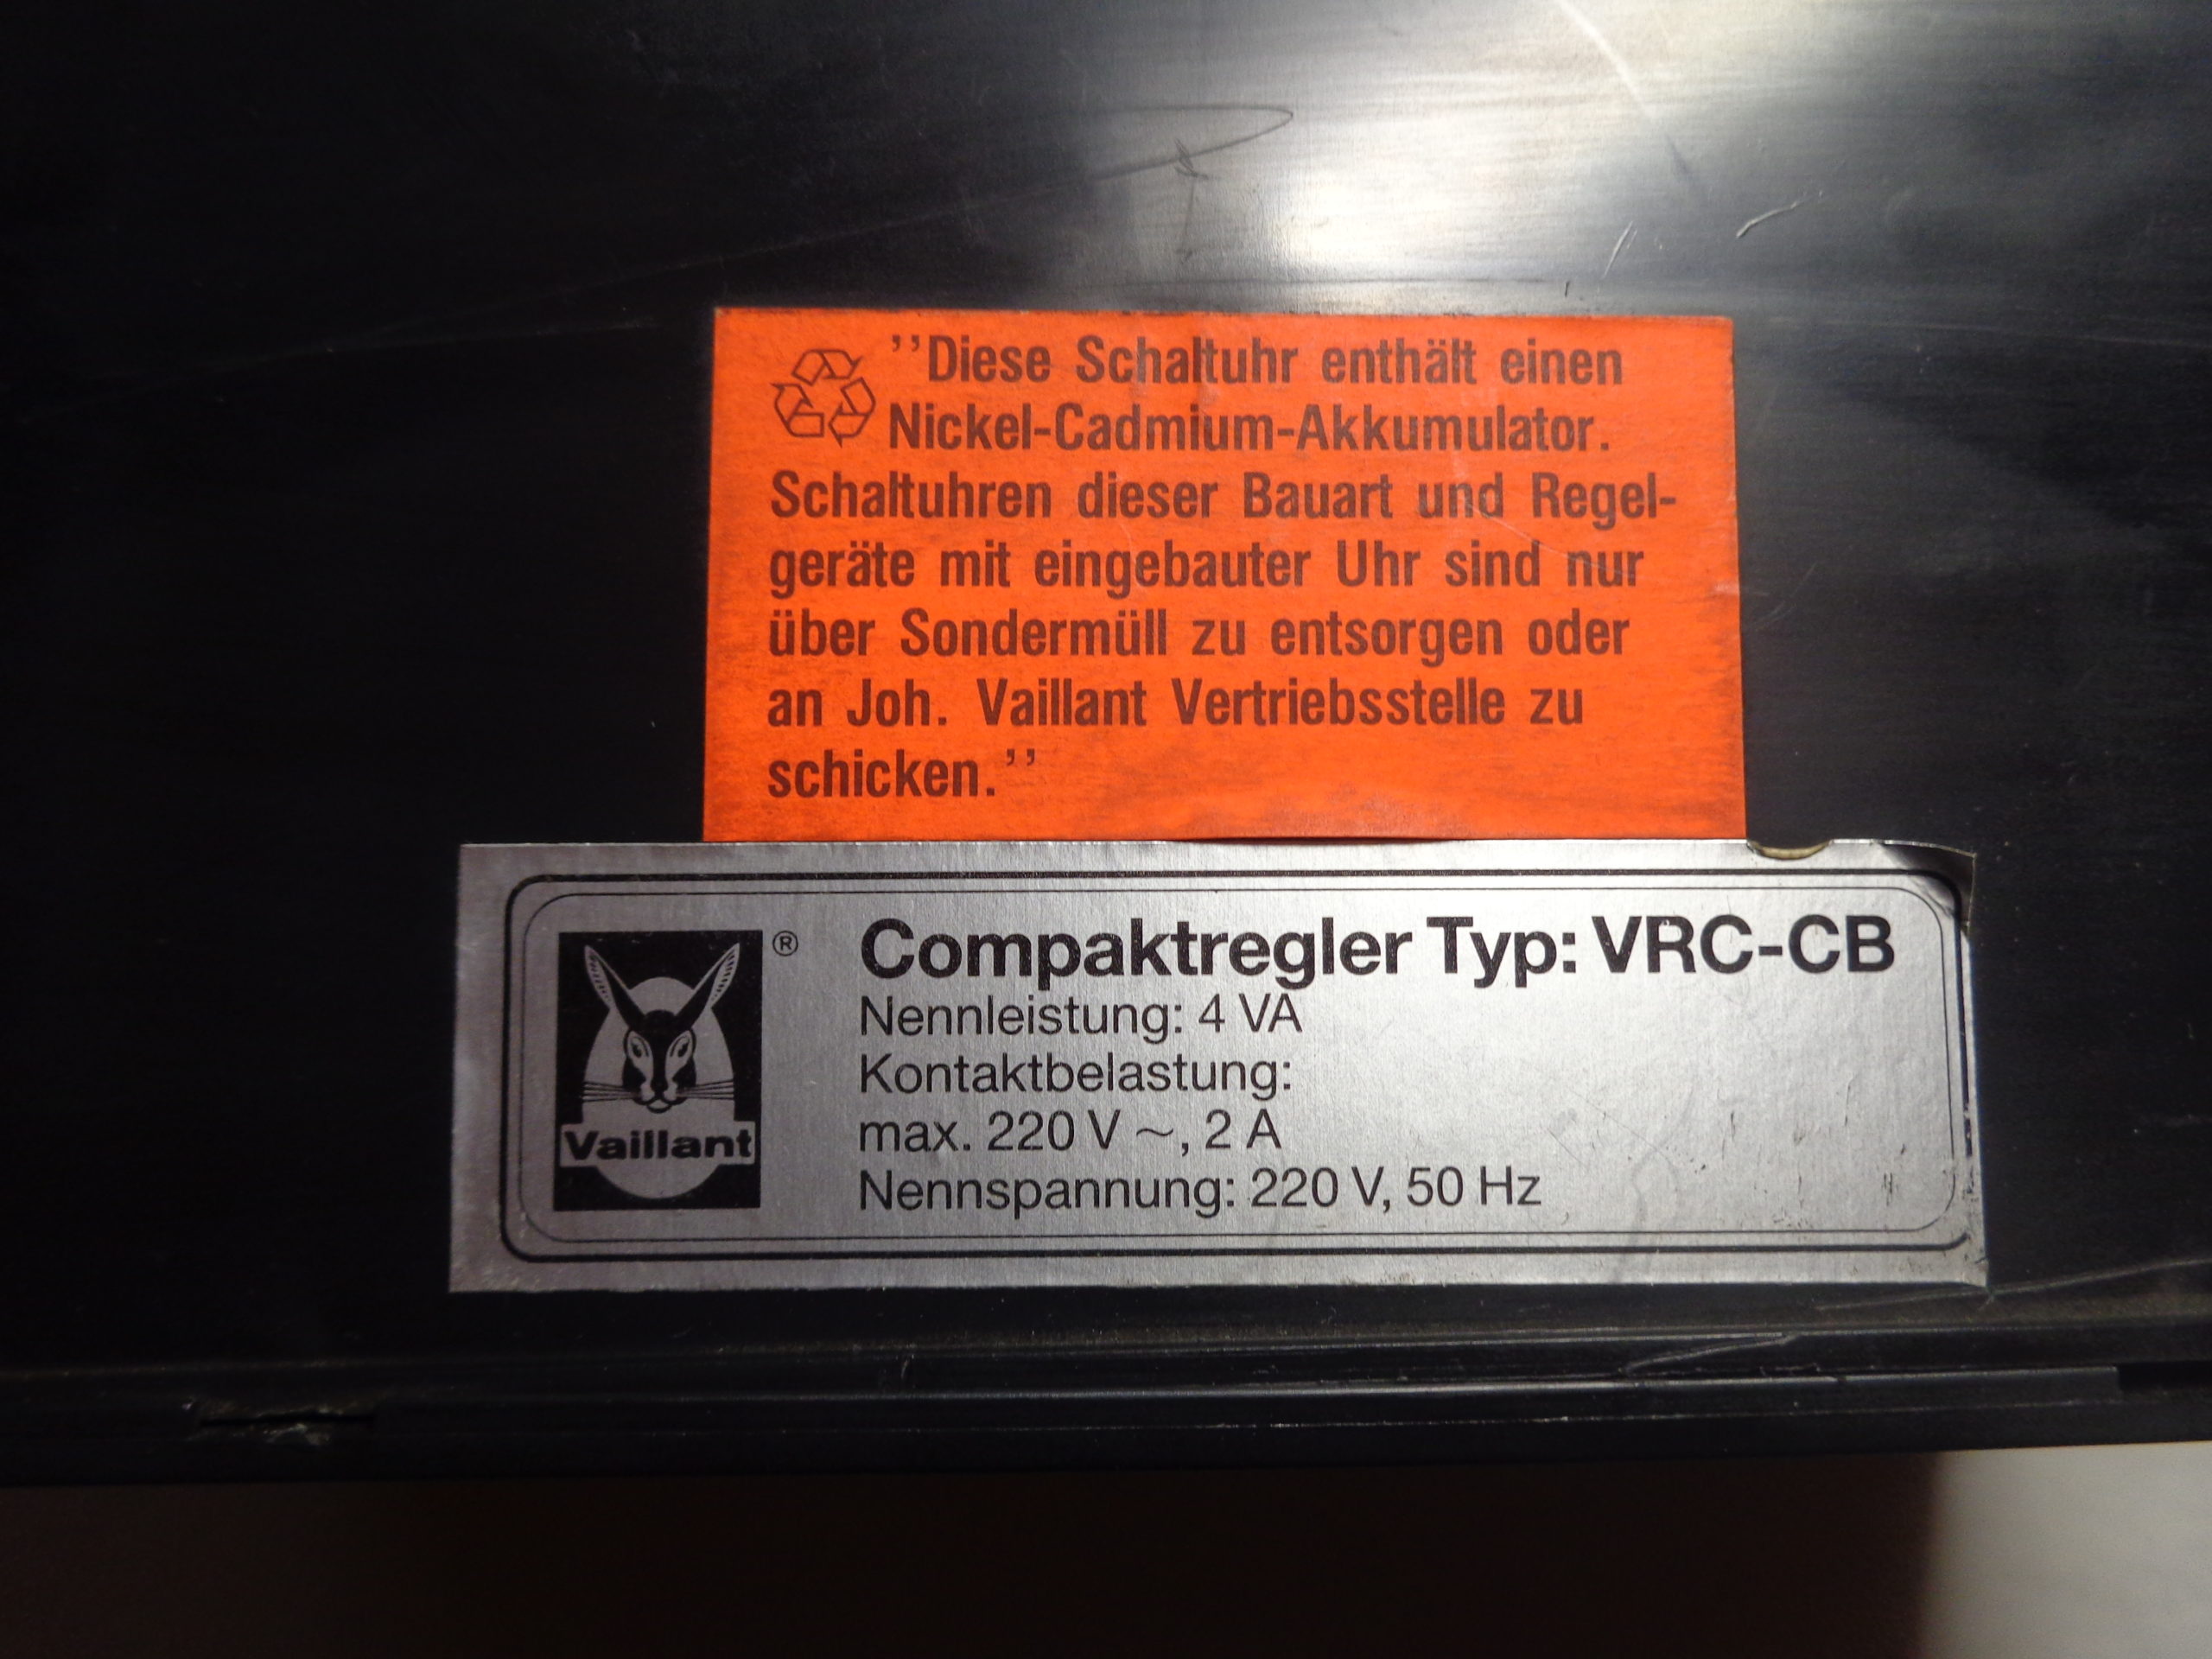 ’’Diese Schaltuhr enthält einen
Nickel-Cadmium-Akkumulator.
Schaltuhren dieser Bauart und Regel-
geräte mit eingebauter Uhr sind nur
über Sondermüll zu entsorgen oder
an Joh. Vaillant Vertriebsstelle zu
schicken.’’
®
Vaillant
Compaktregler Typ: VRC-CB
Nennleistung: 4 VA
Kontaktbelastung:
max. 220 V ~, 2 A
Nennspannung: 220 V, 50 Hz